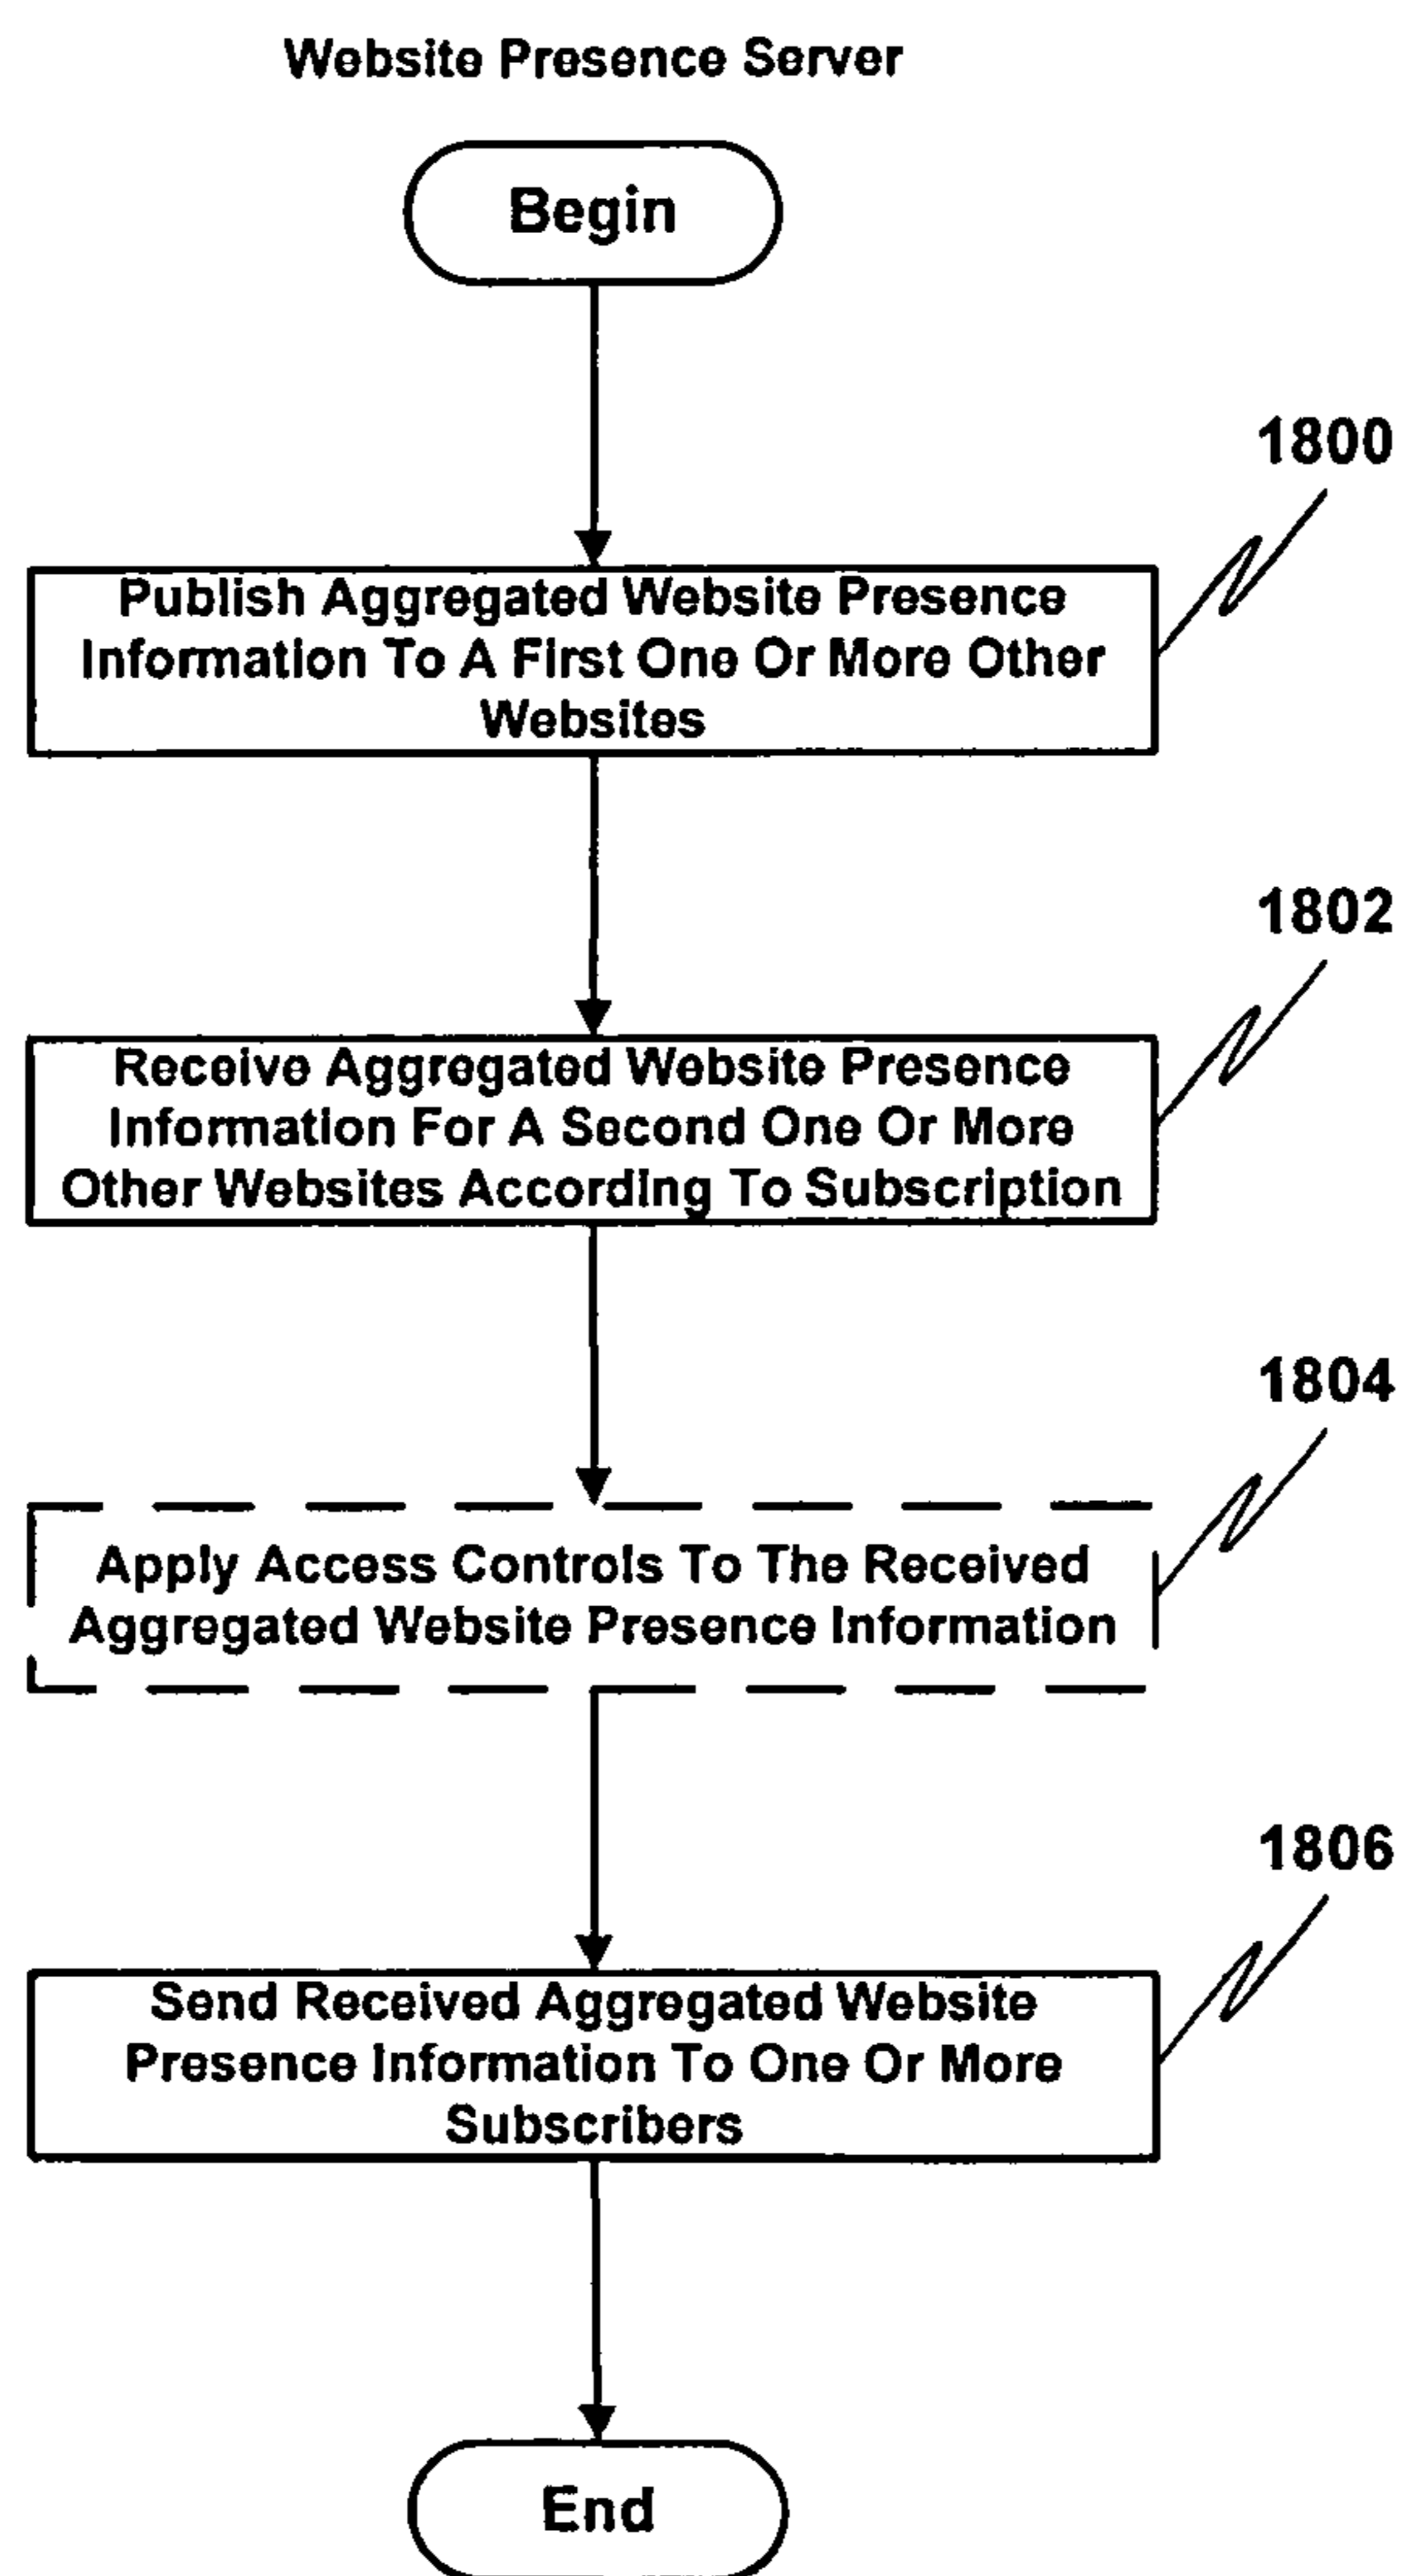 Website Presence Server
Begin
1800
Publish Aggregated Website Presence
Information To A First One Or More Other
Websites
1802
Receive Aggregated Website Presence
Information For A Second One Or More
Other Websites According To Subscription
1804
Apply Access Controls To The Received
Aggregated Website Presence Information
1806
Send Received Aggregated Website
Presence Information To One Or More
Subscribers
End